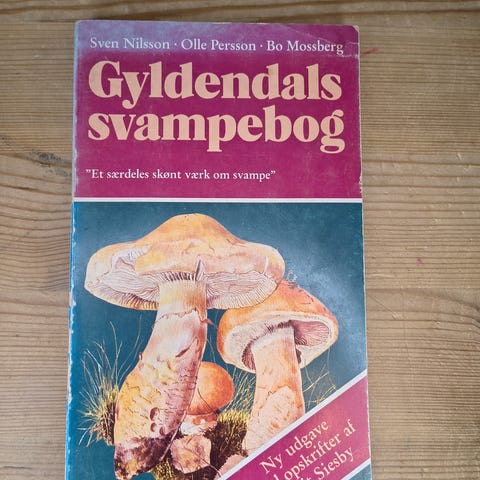 Sven Nilsson · Olle Persson · Bo Mossberg
Gyldendals
svampebog
"Et særdeles skønt værk om svampe"
Ny udgave
opskrifter af
Siesby